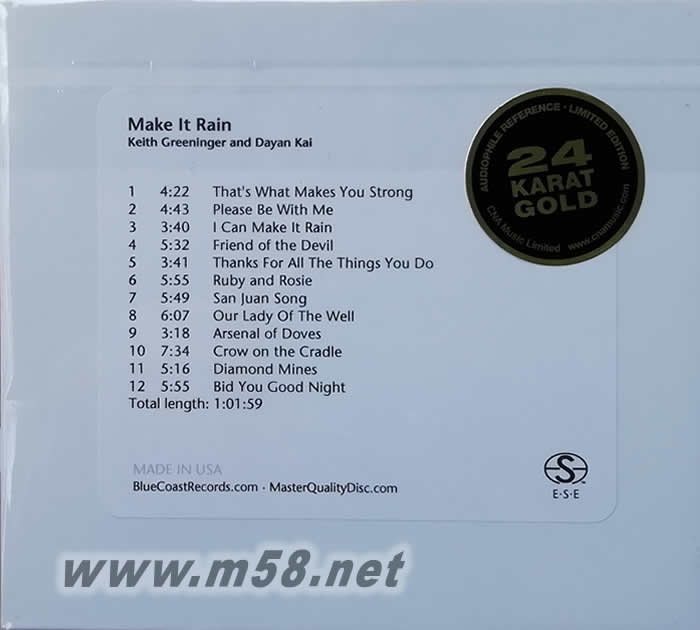 Make It Rain
Keith Greeninger and Dayan Kai
1 4:22 That's What Makes You Strong
2 4:43 Please Be With Me
3 3:40 I Can Make It Rain
4 5:32 Friend of the Devil
5 3:41 Thanks For All The Things You Do
6 5:55 Ruby and Rosie
7 5:49 San Juan Song
8 6:07 Our Lady Of The Well
9 3:18 Arsenal of Doves
10 7:34 Crow on the Cradle
11 5:16 Diamond Mines
12 5:55 Bid You Good Night
Total length: 1:01:59
AUDIOPHILE REFERENCE · LIMITED EDITION
24
KARAT
GOLD
CNA Music Limited www.cnamusic.com
MADE IN USA
BlueCoastRecords.com · MasterQualityDisc.com
S
E·S·E
www.m58.net